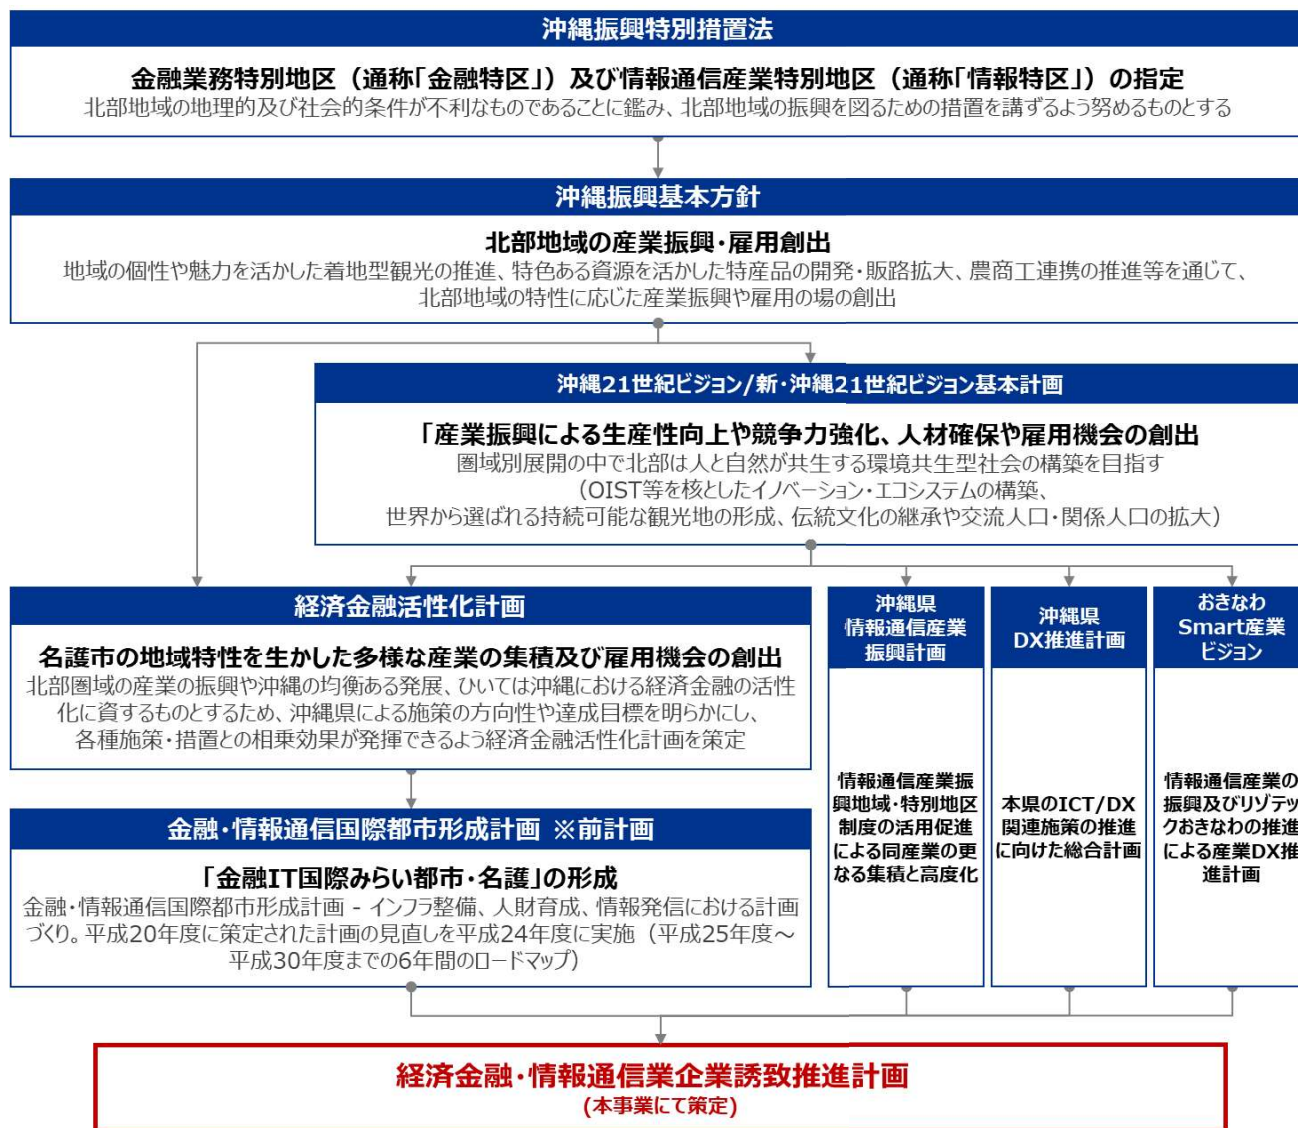 沖縄振興特別措置法
金融業務特別地区（通称｢金融特区｣）及び情報通信産業特別地区（通称｢情報特区｣）の指定
北部地域の地理的及び社会的条件が不利なものであることに鑑み、北部地域の振興を図るための措置を講ずるよう努めるものとする
沖縄振興基本方針
北部地域の産業振興・雇用創出
地域の個性や魅力を活かした着地型観光の推進、特色ある資源を活かした特産品の開発・販路拡大、農商工連携の推進等を通じて、
北部地域の特性に応じた産業振興や雇用の場の創出
沖縄21世紀ビジョン/新・沖縄21世紀ビジョン基本計画
｢産業振興による生産性向上や競争力強化、人材確保や雇用機会の創出
圏域別展開の中で北部は人と自然が共生する環境共生型社会の構築を目指す
（OIST等を核としたイノベーション・エコシステムの構築、
世界から選ばれる持続可能な観光地の形成、伝統文化の継承や交流人口・関係人口の拡大）
経済金融活性化計画
名護市の地域特性を生かした多様な産業の集積及び雇用機会の創出
北部圏域の産業の振興や沖縄の均衡ある発展、ひいては沖縄における経済金融の活性
化に資するものとするため、沖縄県による施策の方向性や達成目標を明らかにし、
各種施策・措置との相乗効果が発揮できるよう経済金融活性化計画を策定
金融・情報通信国際都市形成計画 ※前計画
｢金融IT国際みらい都市・名護｣の形成
金融・情報通信国際都市形成計画 - インフラ整備、人財育成、情報発信における計画
づくり。平成20年度に策定された計画の見直しを平成24年度に実施（平成25年度～
平成30年度までの6年間のロードマップ）
沖縄県
情報通信産業
振興計画
情報通信産業振
興地域・特別地区
制度の活用促進
による同産業の更
なる集積と高度化
沖縄県
DX推進計画
本県のICT/DX
関連施策の推進
に向けた総合計画
おきなわ
Smart産業
ビジョン
情報通信産業の
振興及びリゾテッ
クおきなわの推進
による産業DX推
進計画
経済金融・情報通信業企業誘致推進計画
(本事業にて策定)